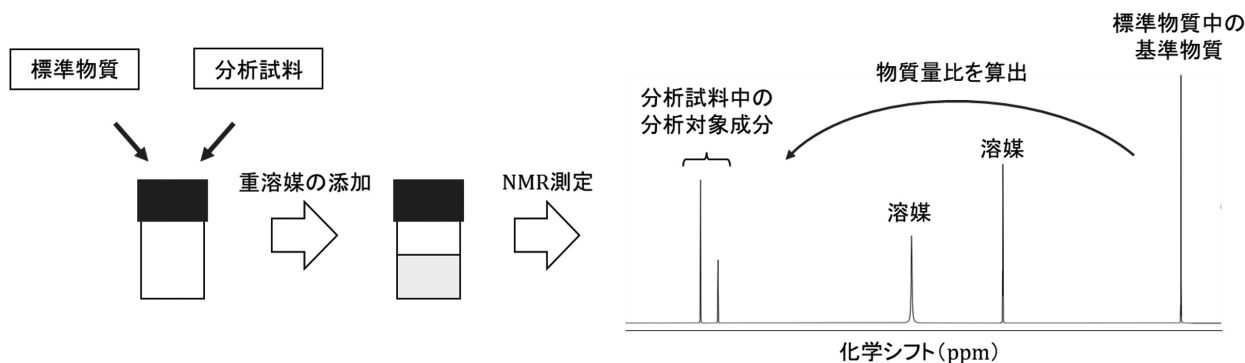 標準物質
分析試料
重溶媒の添加
NMR測定
分析試料中の
分析対象成分
物質量比を算出
標準物質中の
基準物質
溶媒
溶媒
化学シフト(ppm)